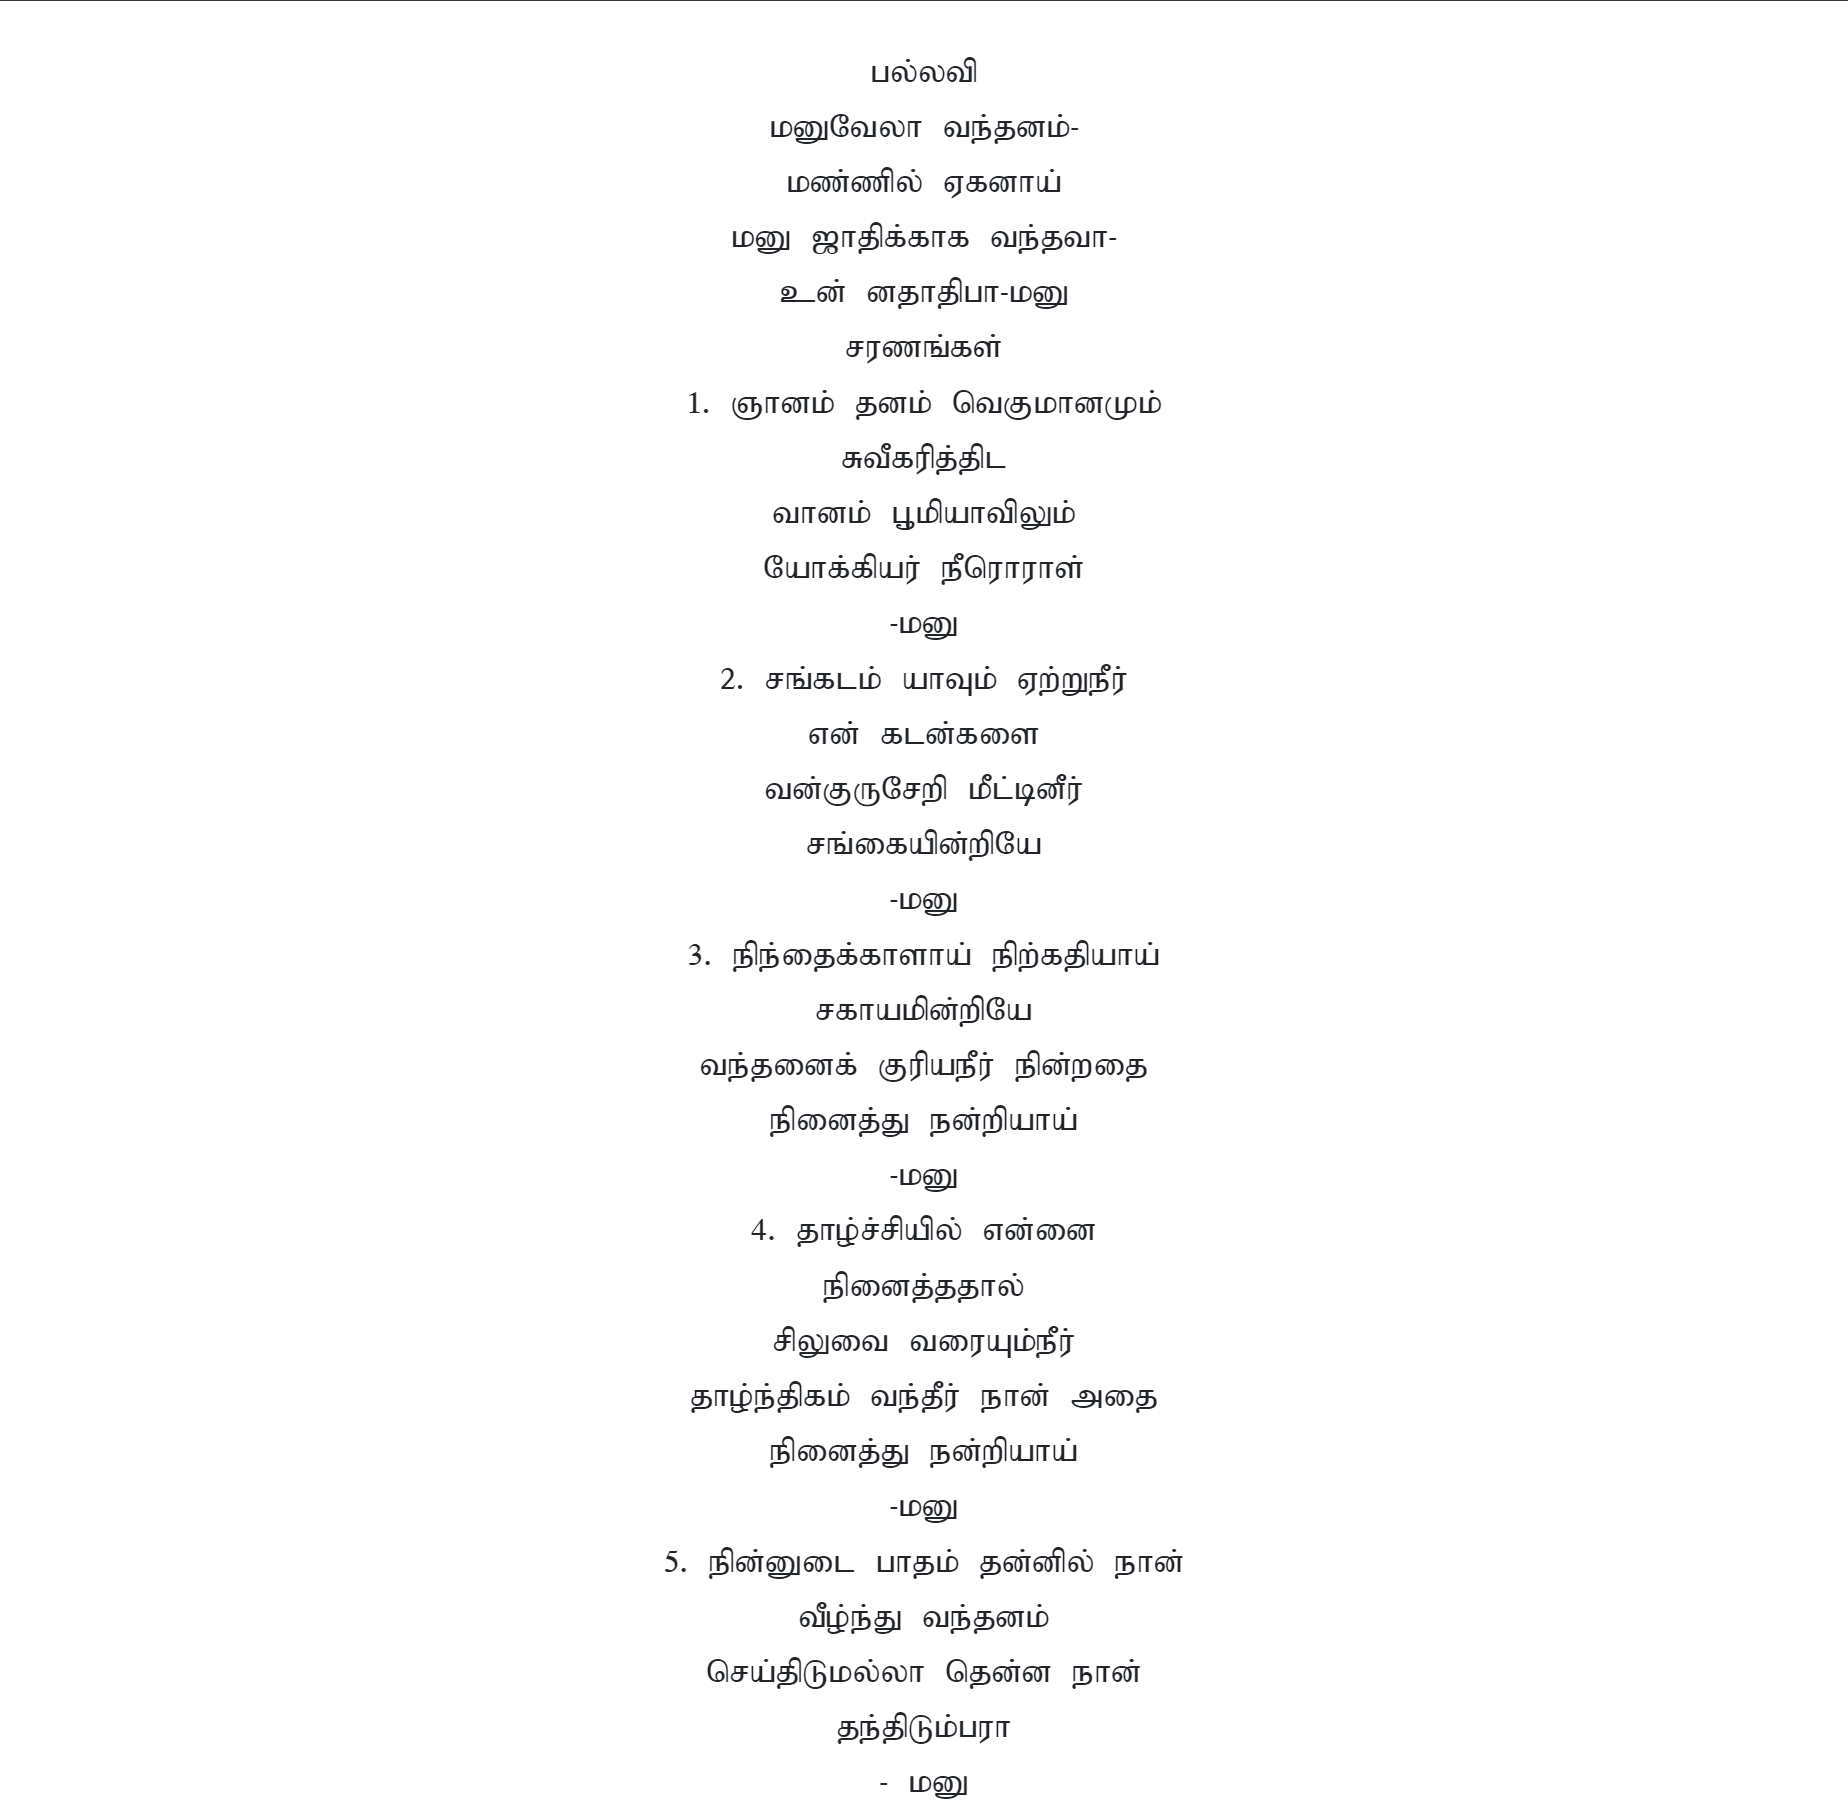 பல்லவி
மனுவேலா வந்தனம்-
மண்ணில் ஏகனாய்
மனு ஜாதிக்காக வந்தவா-
உன் னதாதிபா-மனு
சரணங்கள்
1. ஞானம் தனம் வெகுமானமும்
சுவீகரித்திட
வானம் பூமியாவிலும்
யோக்கியர் நீரொராள்
-மனு
2. சங்கடம் யாவும் ஏற்றுநீர்
என் கடன்களை
வன்குருசேறி மீட்டினீர்
சங்கையின்றியே
-மனு
3. நிந்தைக்காளாய் நிற்கதியாய்
சகாயமின்றியே
வந்தனைக் குரியநீர் நின்றதை
நினைத்து நன்றியாய்
-மனு
4. தாழ்ச்சியில் என்னை
நினைத்ததால்
சிலுவை வரையும்நீர்
தாழ்ந்திகம் வந்தீர் நான் அதை
நினைத்து நன்றியாய்
-மனு
5. நின்னுடை பாதம் தன்னில் நான்
வீழ்ந்து வந்தனம்
செய்திடுமல்லா தென்ன நான்
தந்திடும்பரா
- மனு